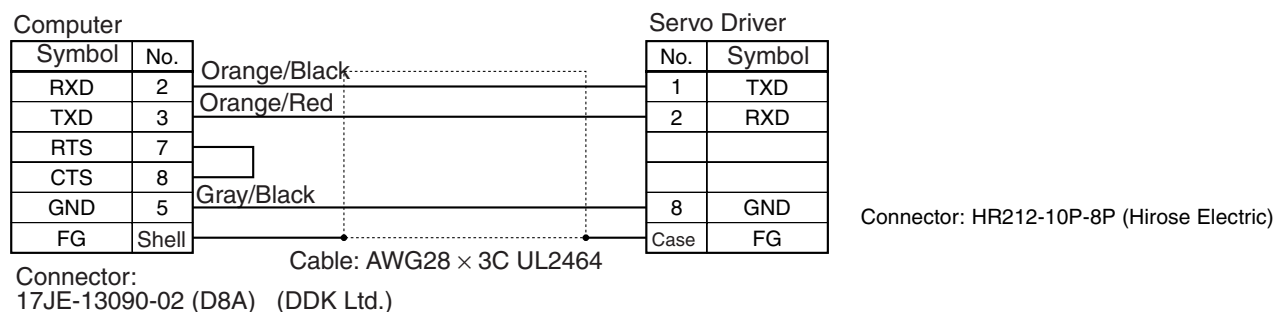 Computer
Servo Driver
Symbol No.
No. Symbol
Orange/Black
RXD 2
1 TXD
Orange/Red
TXD 3
2 RXD
RTS 7
CTS 8
Gray/Black
GND 5
8 GND
Connector: HR212-10P-8P (Hirose Electric)
FG Shell
Case FG
Cable: AWG28 × 3C UL2464
Connector:
17JE-13090-02 (D8A) (DDK Ltd.)